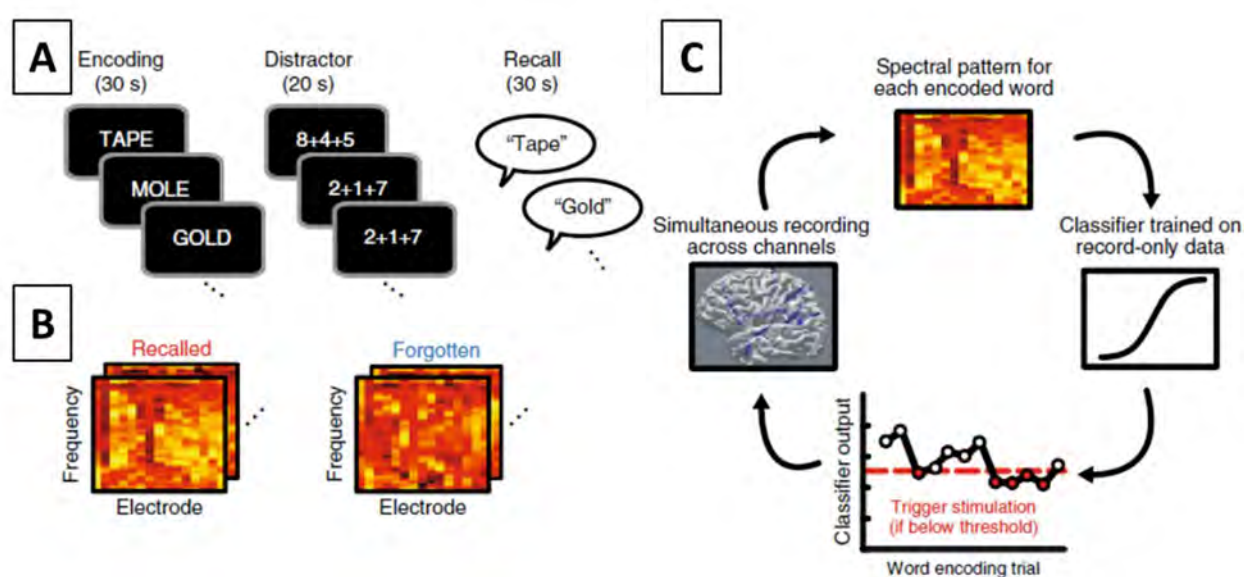 A
Encoding
(30 s)
TAPE
MOLE
GOLD
Distractor
(20 s)
8+4+5
2+1+7
2+1+7
Recall
(30 s)
“Tape”
“Gold”
B
Recalled
Frequency
Electrode
Forgotten
Frequency
Electrode
C
Spectral pattern for
each encoded word
Classifier trained on
record-only data
Classifier output
Trigger stimulation
(if below threshold)
Word encoding trial
Simultaneous recording
across channels